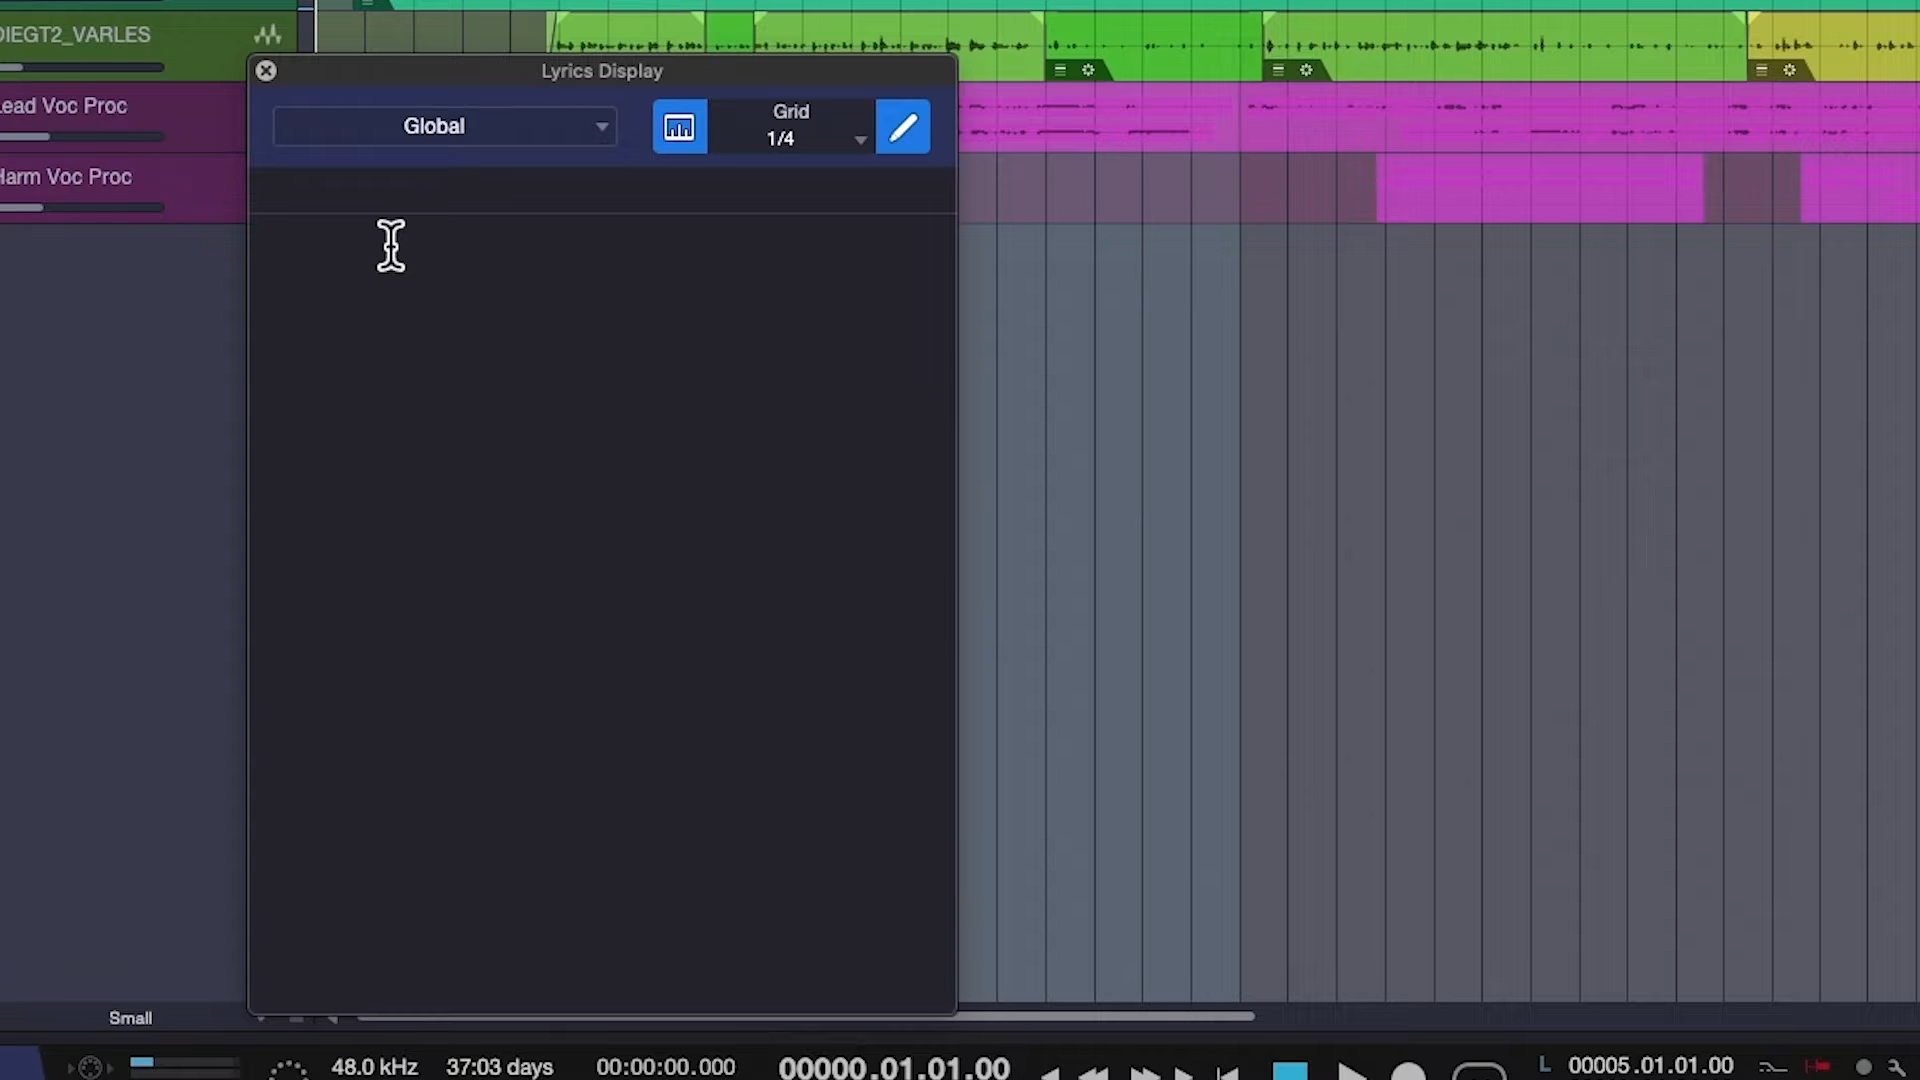 DIEGT2_VARLES
Lyrics Display
Lead Voc Proc
Global
Grid
1/4
Harm Voc Proc
Small
48.0 kHz
37:03 days
00:00:00.000
00000.01.01.00
L 00005.01.01.00